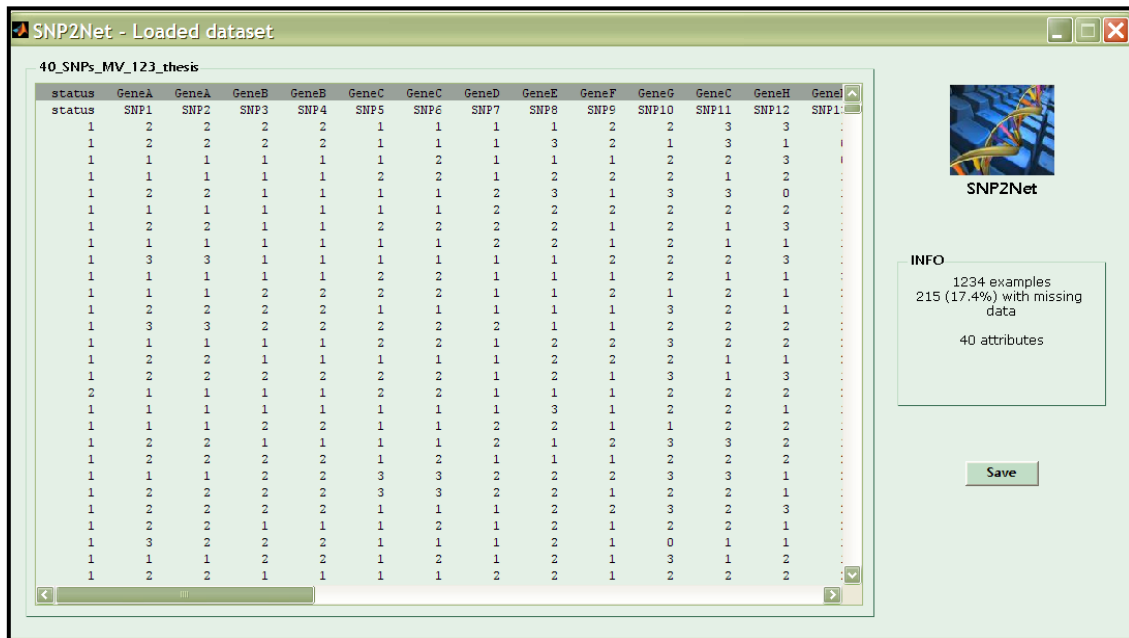 SNP2Net - Loaded dataset
40_SNPs_MV_123_thesis
status GeneA GeneA GeneB GeneB GeneC GeneC GeneD GeneE GeneF GeneG GeneC GeneH
status SNP1 SNP2 SNP3 SNP4 SNP5 SNP6 SNP7 SNP8 SNP9 SNP10 SNP11 SNP12
1 2 2 2 2 1 1 1 1 2 2 3 3
1 2 2 2 2 1 1 1 3 2 1 3 1
1 1 1 1 1 1 2 1 1 1 2 2 3
1 1 1 1 1 2 2 1 2 2 2 1 2
1 2 2 1 1 1 1 2 3 1 3 3 0
1 1 1 1 1 1 1 2 2 2 2 2 2
1 2 2 1 1 2 2 2 2 1 2 1 3
1 1 1 1 1 1 1 2 2 1 2 1 1
1 3 3 1 1 1 1 1 1 2 2 2 3
1 1 1 1 1 2 2 1 1 1 2 1 1
1 1 1 2 2 2 2 1 1 2 1 2 1
1 2 2 2 2 1 1 1 1 1 3 2 1
1 3 3 2 2 2 2 2 1 1 2 2 2
1 1 1 1 1 2 2 1 2 2 3 2 2
1 2 2 1 1 1 1 1 2 2 2 1 1
1 2 2 2 2 2 2 1 2 1 3 1 3
2 1 1 1 1 2 2 1 1 1 2 2 2
1 1 1 1 1 1 1 1 3 1 2 2 1
1 1 1 2 2 1 1 2 2 1 1 2 2
1 2 2 1 1 1 1 2 1 2 3 3 2
1 2 2 2 2 1 2 1 1 1 2 2 2
1 1 1 2 2 3 3 2 2 2 3 3 1
1 2 2 2 2 3 3 2 2 1 2 2 1
1 2 2 2 2 1 1 1 2 2 3 2 3
1 2 2 1 1 1 2 1 2 1 2 2 1
1 3 2 2 2 1 1 1 2 1 0 1 1
1 1 1 2 2 1 2 1 2 1 3 1 2
1 2 2 1 1 1 1 2 2 1 2 2 2
SNP2Net
INFO
1234 examples
215 (17.4%) with missing
data
40 attributes
Save